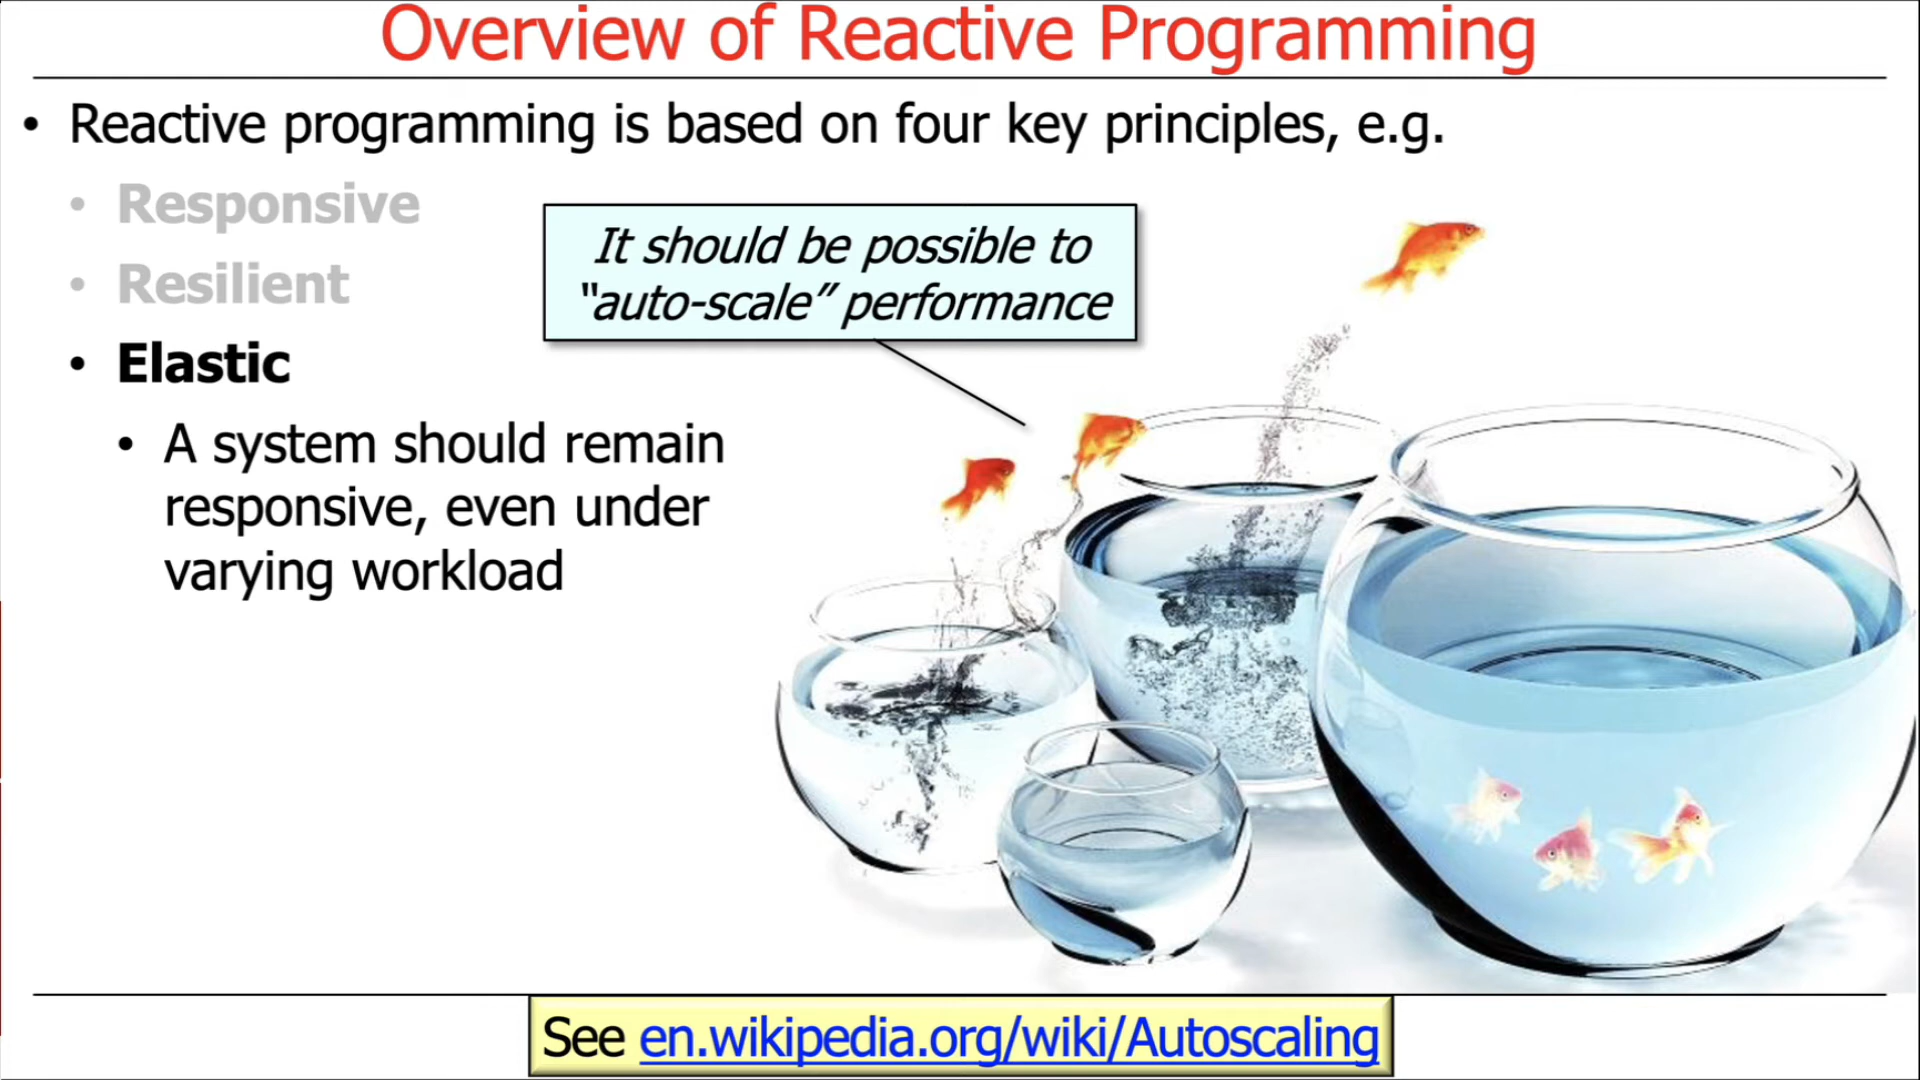 Overview of Reactive Programming
• Reactive programming is based on four key principles, e.g.
• Responsive
• Resilient
• Elastic
• A system should remain
responsive, even under
varying workload
It should be possible to
“auto-scale” performance
See en.wikipedia.org/wiki/Autoscaling